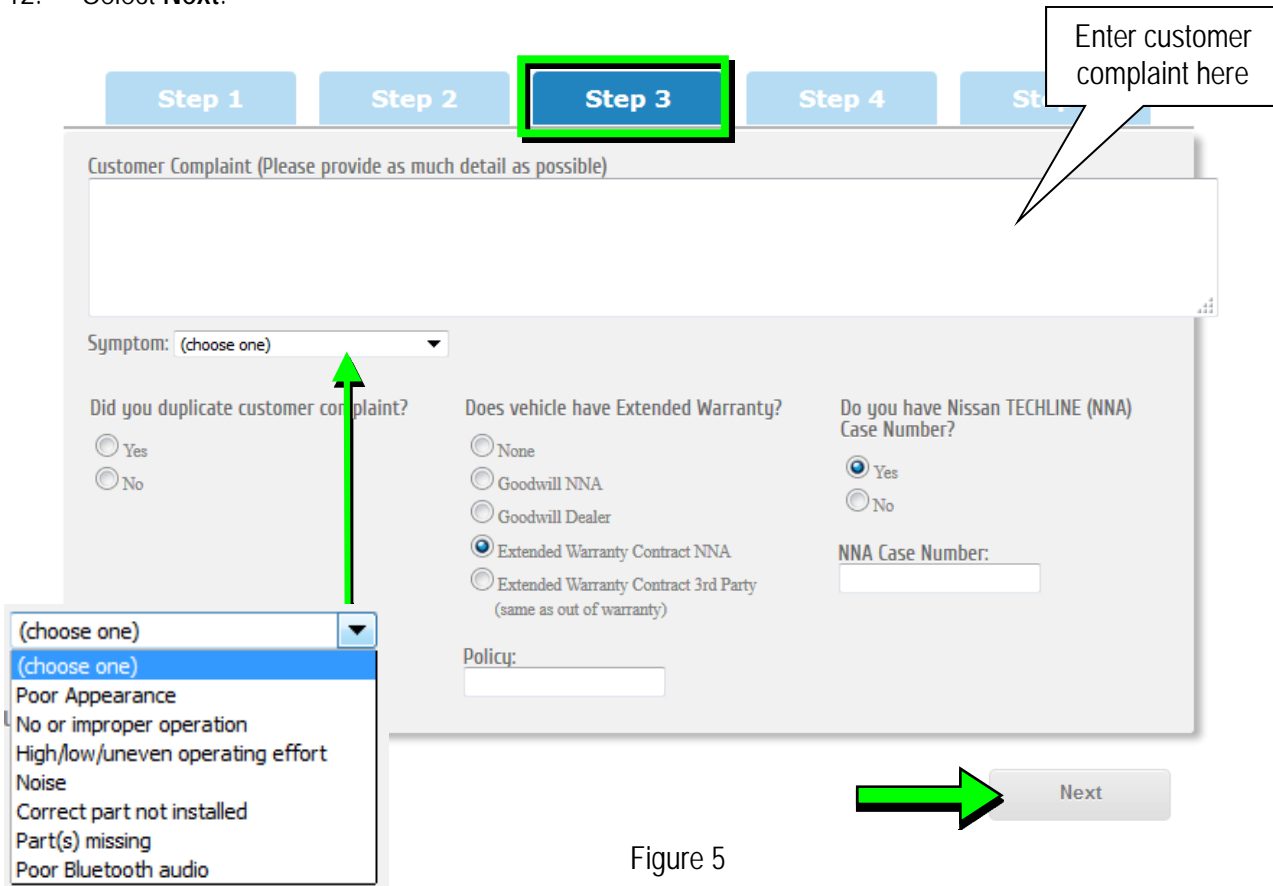 12. Select Next.
Enter customer
complaint here
Step 1
Step 2
Step 3
Step 4
Customer Complaint (Please provide as much detail as possible)
Symptom: (choose one)
Did you duplicate customer complaint?
Yes
No
Does vehicle have Extended Warranty?
None
Goodwill NNA
Goodwill Dealer
Extended Warranty Contract NNA
Extended Warranty Contract 3rd Party
(same as out of warranty)
Policy:
Do you have Nissan TECHLINE (NNA)
Case Number?
Yes
No
NNA Case Number:
(choose one)
(choose one)
Poor Appearance
No or improper operation
High/low/uneven operating effort
Noise
Correct part not installed
Part(s) missing
Poor Bluetooth audio
Next
Figure 5